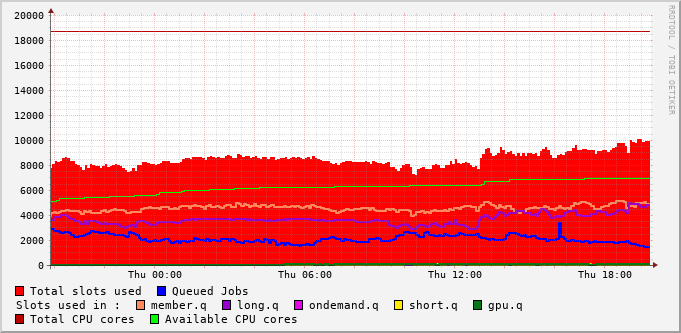 20000
18000
16000
14000
12000
10000
8000
6000
4000
2000
0
Thu 00:00 Thu 06:00 Thu 12:00 Thu 18:00
RRDTOOL / TOBI OETIKER
Total slots used Queued Jobs
Slots used in : member.q long.q ondemand.q short.q gpu.q
Total CPU cores Available CPU cores